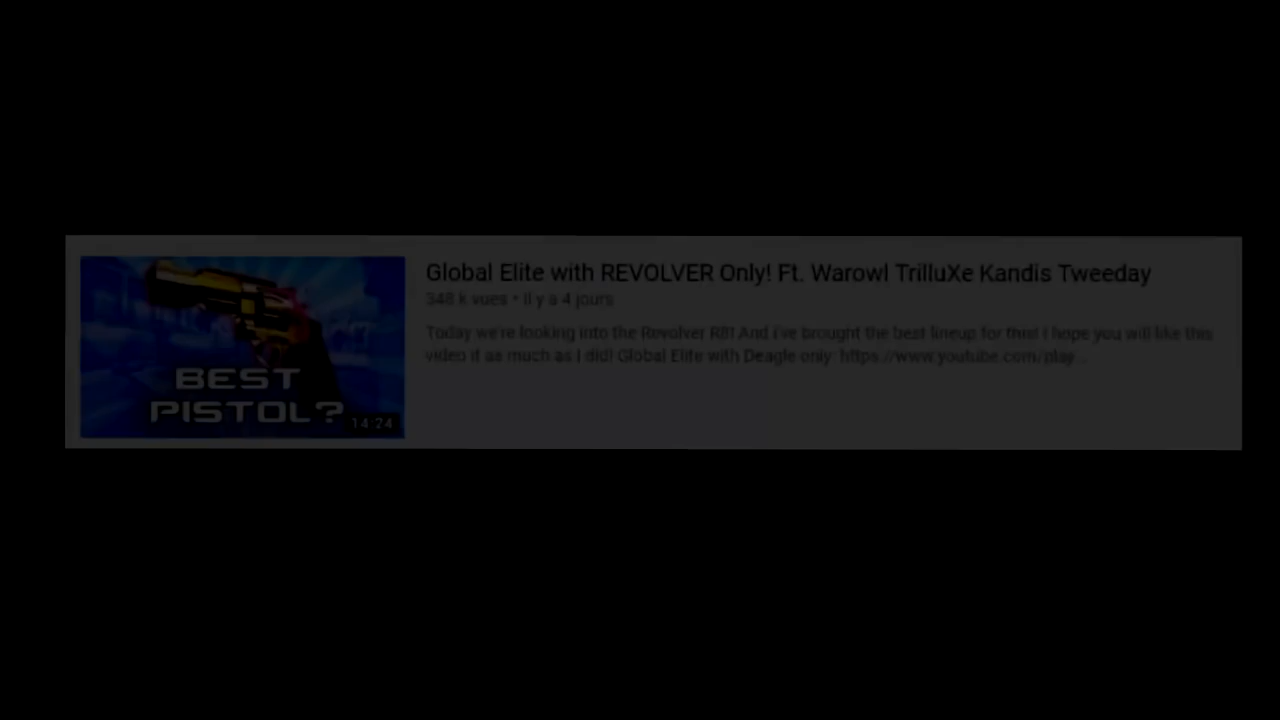 Global Elite with REVOLVER Only! Ft. Warowl TrilluXe Kandis Tweeday
348 k vues • Il y a 4 jours
Today we're looking into the Revolver R8! And i've brought the best lineup for this! I hope you will like this
video it as much as I did! Global Elite with Deagle only: https://www.youtube.com/play...
BEST
PISTOL?
14:24